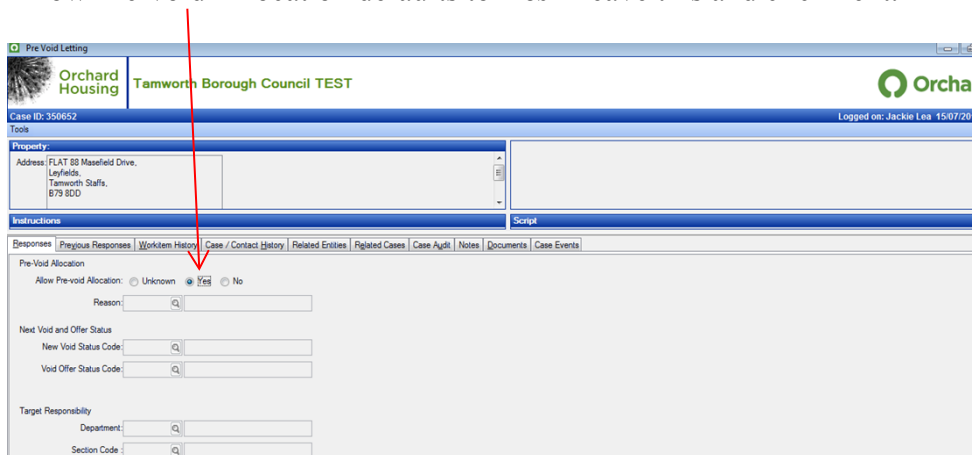 Pre Void Letting
Orchard
Housing
Tamworth Borough Council TEST
Orcha
Case ID: 350652
Logged on: Jackie Lea 15/07/20
Tools
Property:
Address: FLAT 88 Masefield Drive,
Leyfields,
Tamworth Staffs,
B79 8DD
Instructions
Script
Responses Previous Responses Workitem History Case / Contact History Related Entities Related Cases Case Audit Notes Documents Case Events
Pre-Void Allocation
Allow Pre-void Allocation: Unknown Yes No
Reason:
Next Void and Offer Status
New Void Status Code:
Void Offer Status Code:
Target Responsibility
Department:
Section Code :